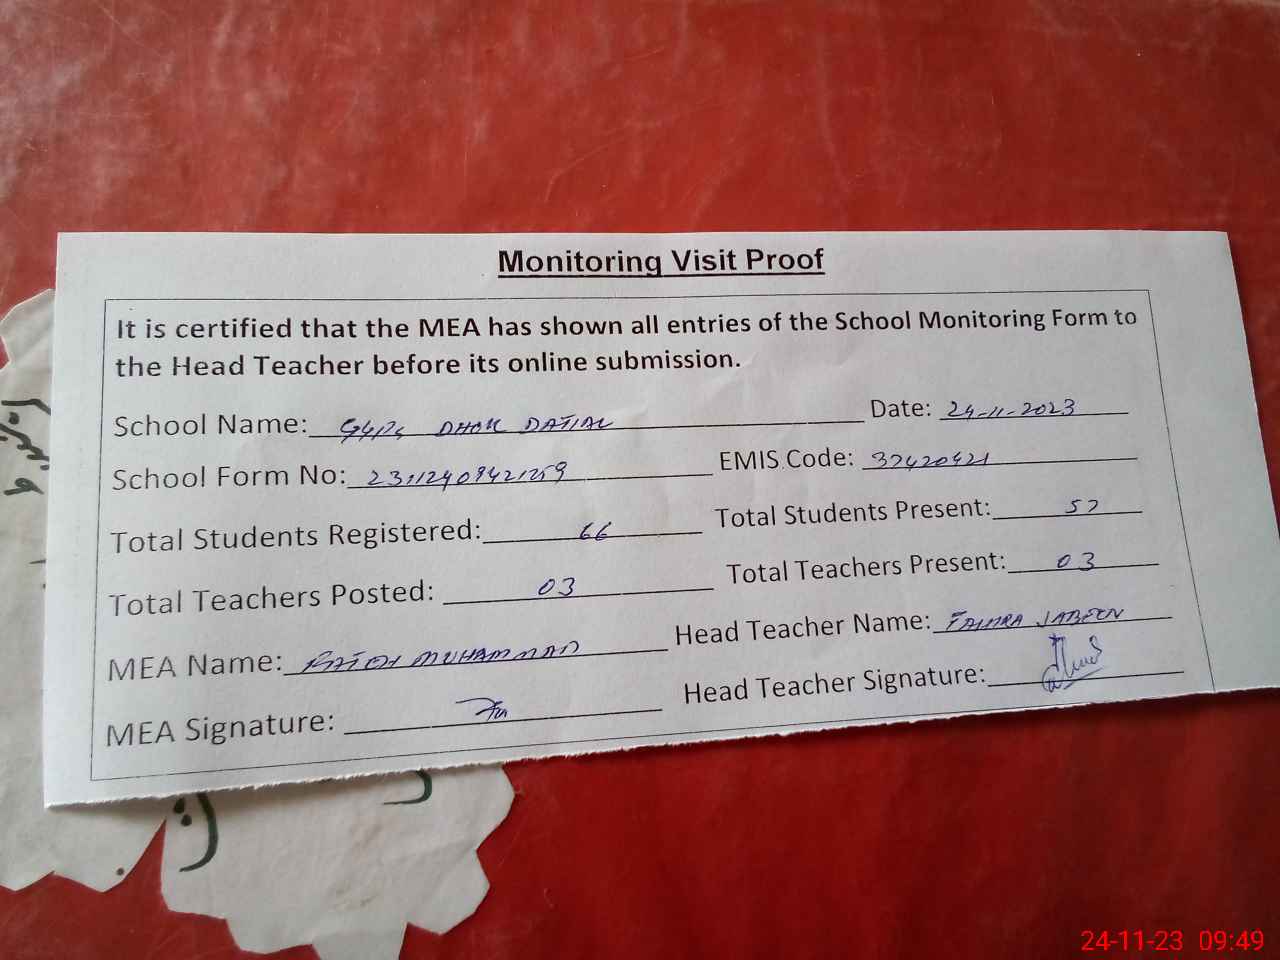 Monitoring Visit Proof
It is certified that the MEA has shown all entries of the School Monitoring Form to
the Head Teacher before its online submission.
School Name: GGPS DHOK DATIAL Date: 24-11-2023
School Form No: EMIS Code: 37420421
Total Students Registered: 66 Total Students Present: 57
Total Teachers Posted: 03 Total Teachers Present: 03
MEA Name: MUHAMMAD Head Teacher Name: JABEEN
MEA Signature: Head Teacher Signature:
24-11-23 09:49